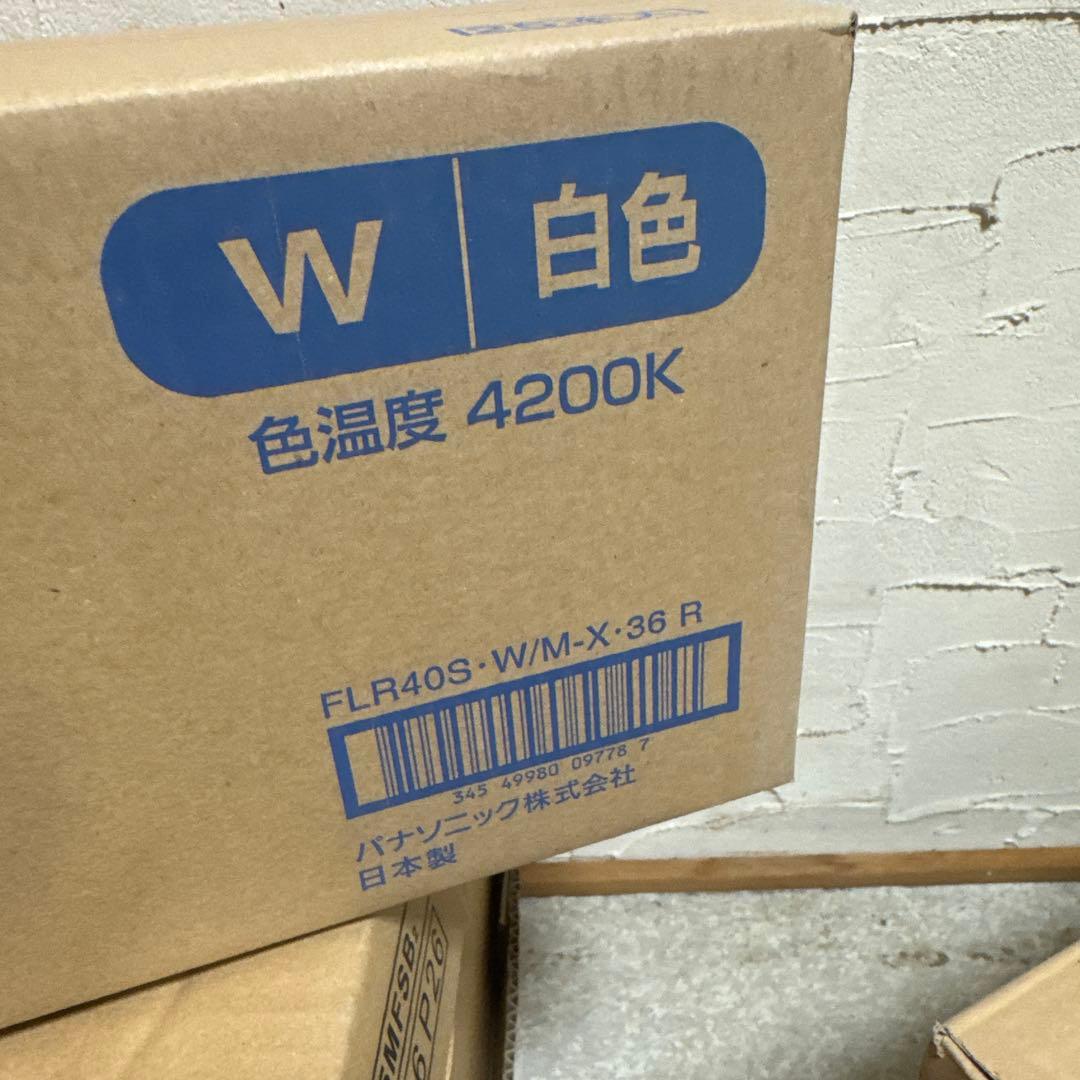 W 白色
色温度 4200K
FLR40S・W/M-X・36 R
345 49980 09778 7
パナソニック株式会社
日本製